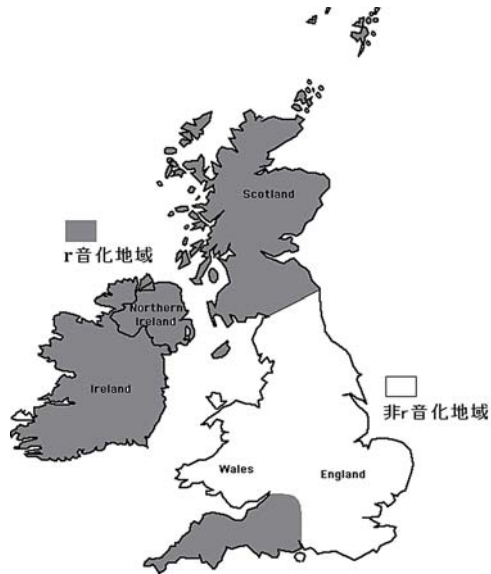 Scotland
r音化地域
Northern
Ireland
Ireland
非r音化地域
Wales
England